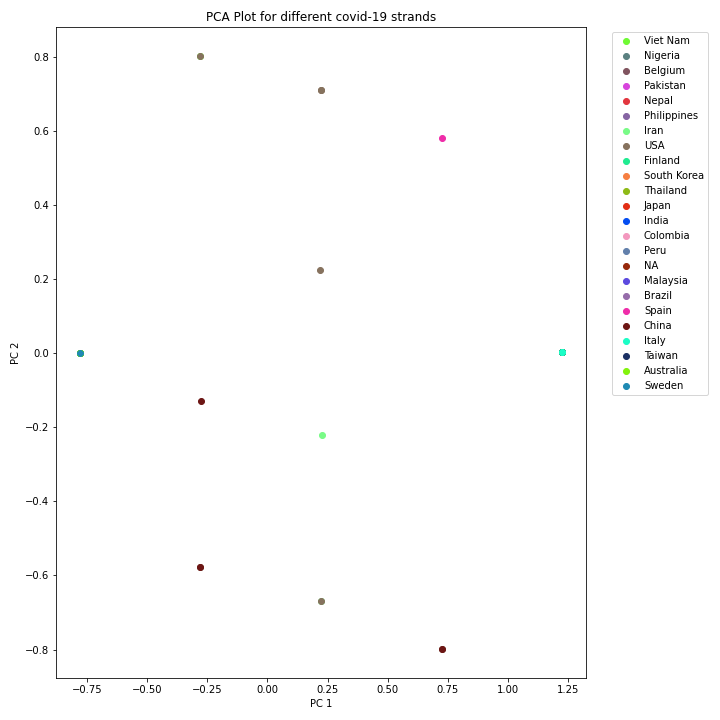 PCA Plot for different covid-19 strands
0.8
0.6
0.4
0.2
0.0
−0.2
−0.4
−0.6
−0.8
PC 2
−0.75
−0.50
−0.25
0.00
0.25
0.50
0.75
1.00
1.25
PC 1
Viet Nam
Nigeria
Belgium
Pakistan
Nepal
Philippines
Iran
USA
Finland
South Korea
Thailand
Japan
India
Colombia
Peru
NA
Malaysia
Brazil
Spain
China
Italy
Taiwan
Australia
Sweden